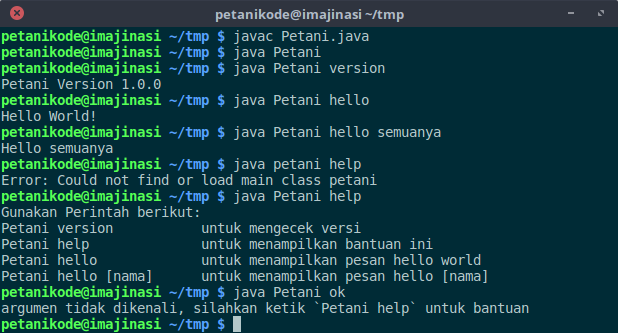 petanikode@imajinasi ~/tmp
petanikode@imajinasi ~/tmp $ javac Petani.java
petanikode@imajinasi ~/tmp $ java Petani
petanikode@imajinasi ~/tmp $ java Petani version
Petani Version 1.0.0
petanikode@imajinasi ~/tmp $ java Petani hello
Hello World!
petanikode@imajinasi ~/tmp $ java Petani hello semuanya
Hello semuanya
petanikode@imajinasi ~/tmp $ java petani help
Error: Could not find or load main class petani
petanikode@imajinasi ~/tmp $ java Petani help
Gunakan Perintah berikut:
Petani version           untuk mengecek versi
Petani help              untuk menampilkan bantuan ini
Petani hello             untuk menampilkan pesan hello world
Petani hello [nama]      untuk menampilkan pesan hello [nama]
petanikode@imajinasi ~/tmp $ java Petani ok
argumen tidak dikenali, silahkan ketik `Petani help` untuk bantuan
petanikode@imajinasi ~/tmp $